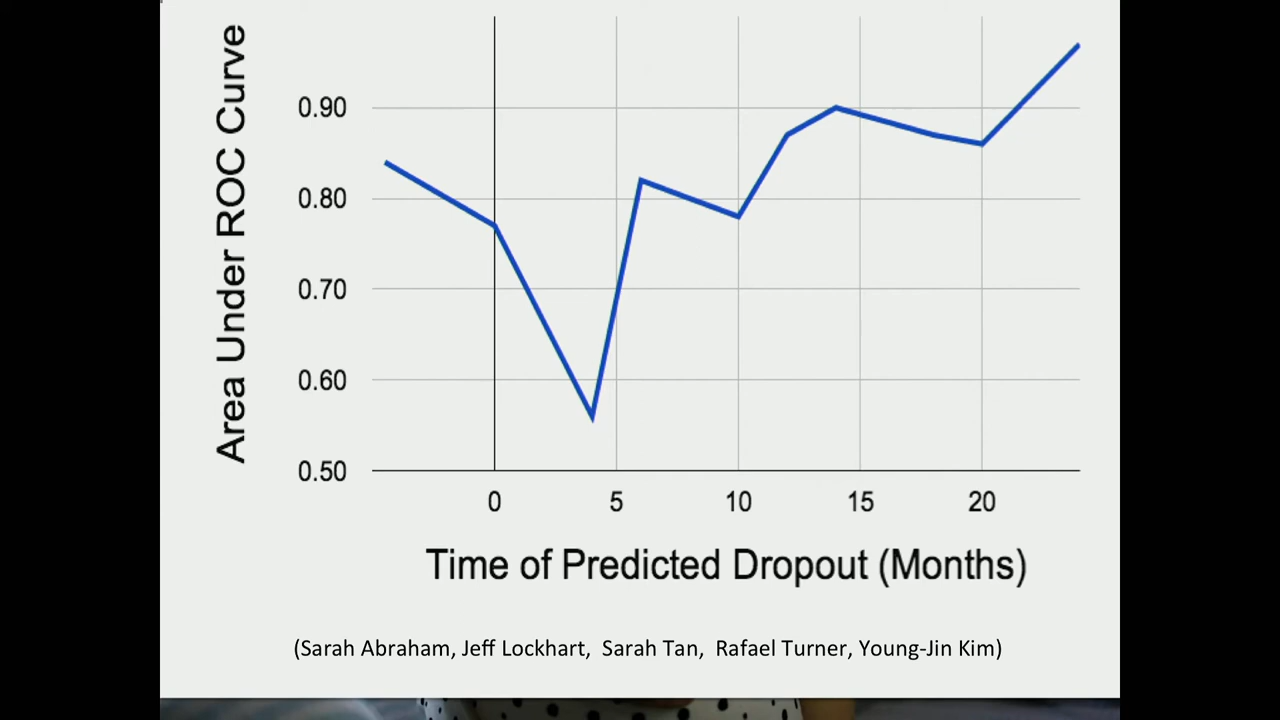 Area Under ROC Curve
0.90
0.80
0.70
0.60
0.50
0 5 10 15 20
Time of Predicted Dropout (Months)
(Sarah Abraham, Jeff Lockhart, Sarah Tan, Rafael Turner, Young-Jin Kim)